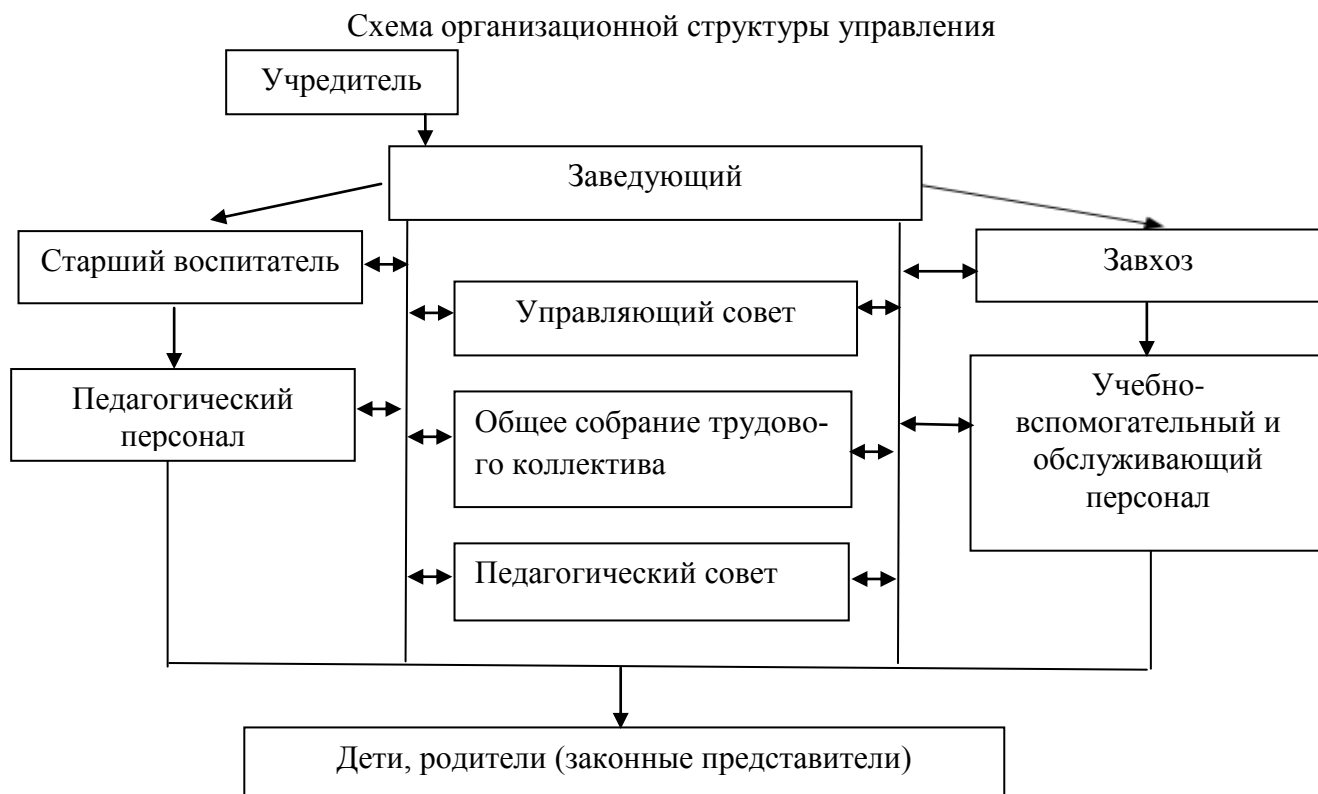 Схема организационной структуры управления
Учредитель
Заведующий
Старший воспитатель
Завхоз
Управляющий совет
Педагогический
персонал
Общее собрание трудово-
го коллектива
Учебно-
вспомогательный и
обслуживающий
персонал
Педагогический совет
Дети, родители (законные представители)